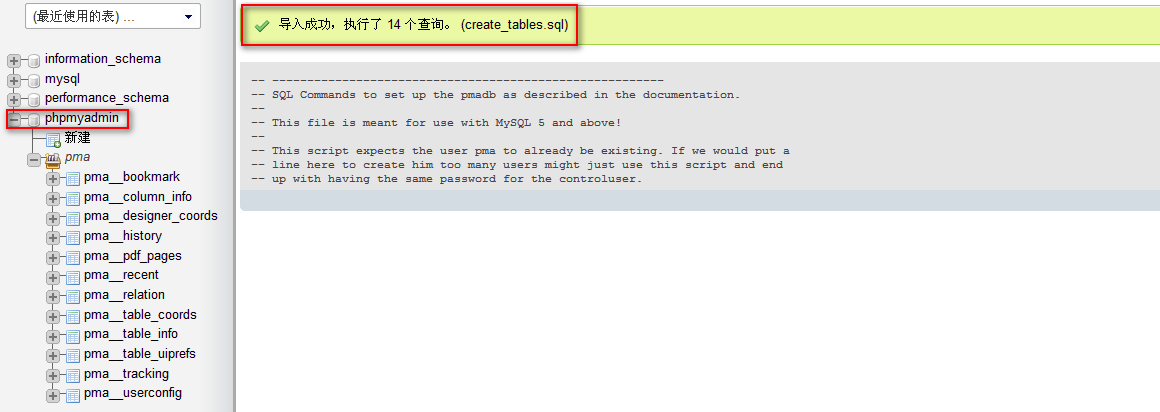 (最近使用的表) ...
information_schema
mysql
performance_schema
phpmyadmin
新建
pma
pma__bookmark
pma__column_info
pma__designer_coords
pma__history
pma__pdf_pages
pma__recent
pma__relation
pma__table_coords
pma__table_info
pma__table_uiprefs
pma__tracking
pma__userconfig
导入成功，执行了 14 个查询。 (create_tables.sql)
-- --------------------------------------------------------
-- SQL Commands to set up the pmadb as described in the documentation.
--
-- This file is meant for use with MySQL 5 and above!
--
-- This script expects the user pma to already be existing. If we would put a
-- line here to create him too many users might just use this script and end
-- up with having the same password for the controluser.